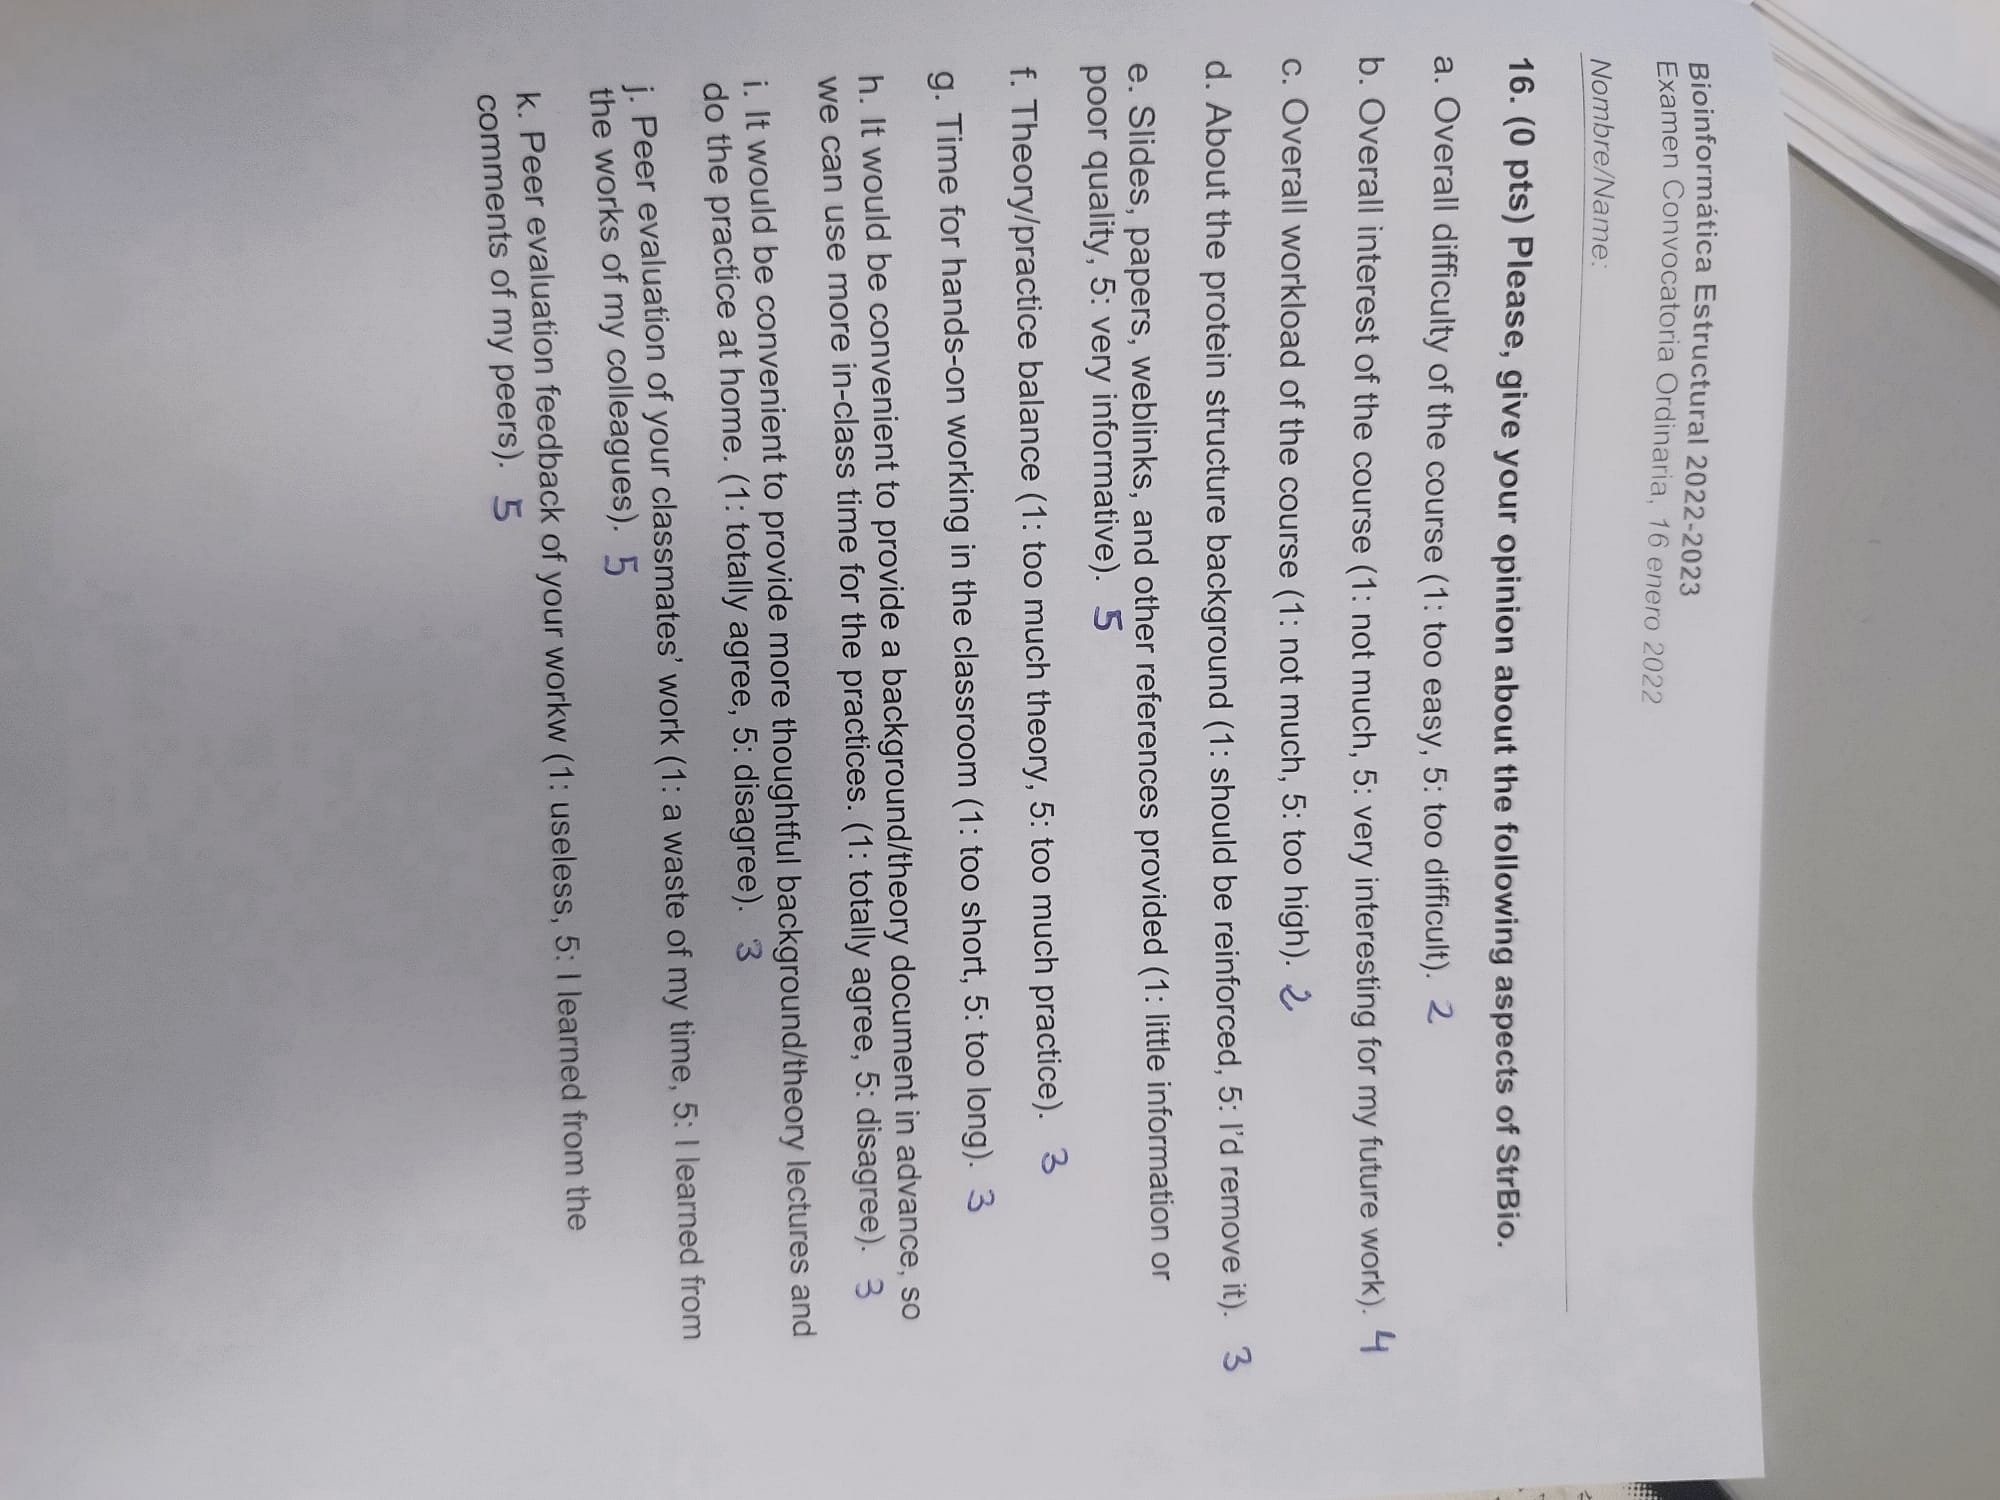 Bioinformática Estructural 2022-2023
Examen Convocatoria Ordinaria, 16 enero 2022
Nombre/Name:
16. (0 pts) Please, give your opinion about the following aspects of StrBio.
a. Overall difficulty of the course (1: too easy, 5: too difficult). 2
b. Overall interest of the course (1: not much, 5: very interesting for my future work). 4
c. Overall workload of the course (1: not much, 5: too high). 2
d. About the protein structure background (1: should be reinforced, 5: I'd remove it). 3
e. Slides, papers, weblinks, and other references provided (1: little information or
poor quality, 5: very informative). 5
f. Theory/practice balance (1: too much theory, 5: too much practice). 3
g. Time for hands-on working in the classroom (1: too short, 5: too long). 3
h. It would be convenient to provide a background/theory document in advance, so
we can use more in-class time for the practices. (1: totally agree, 5: disagree). 3
i. It would be convenient to provide more thoughtful background/theory lectures and
do the practice at home. (1: totally agree, 5: disagree). 3
j. Peer evaluation of your classmates' work (1: a waste of my time, 5: I learned from
the works of my colleagues). 5
k. Peer evaluation feedback of your workw (1: useless, 5: I learned from the
comments of my peers). 5